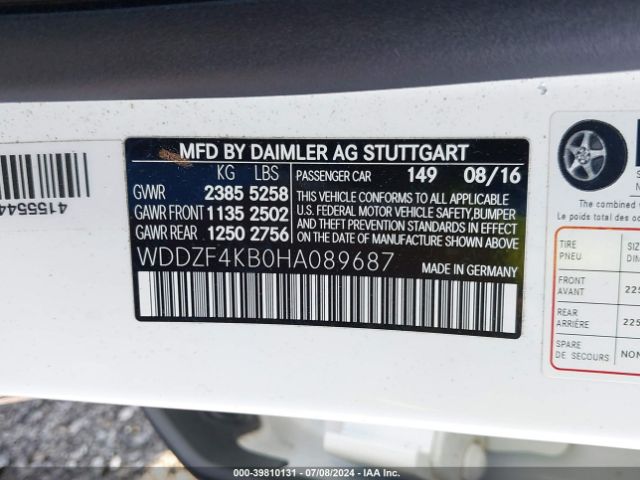 MFD BY DAIMLER AG STUTTGART
KG LBS
GVWR 2385 5258
GAWR FRONT 1135 2502
GAWR REAR 1250 2756
PASSENGER CAR 149 08/16
THIS VEHICLE CONFORMS TO ALL APPLICABLE
U.S. FEDERAL MOTOR VEHICLE SAFETY,BUMPER
AND THEFT PREVENTION STANDARDS IN EFFECT
ON THE DATE OF MANUFACTURE SHOWN ABOVE.
WDDZF4KB0HA089687
MADE IN GERMANY
The combined
Le poids total
TIRE
PNEU
FRONT
AVANT
225
REAR
ARRIÈRE
225
SPARE
DE SECOURS
NON
000-39810131 - 07/08/2024 - IAA Inc.